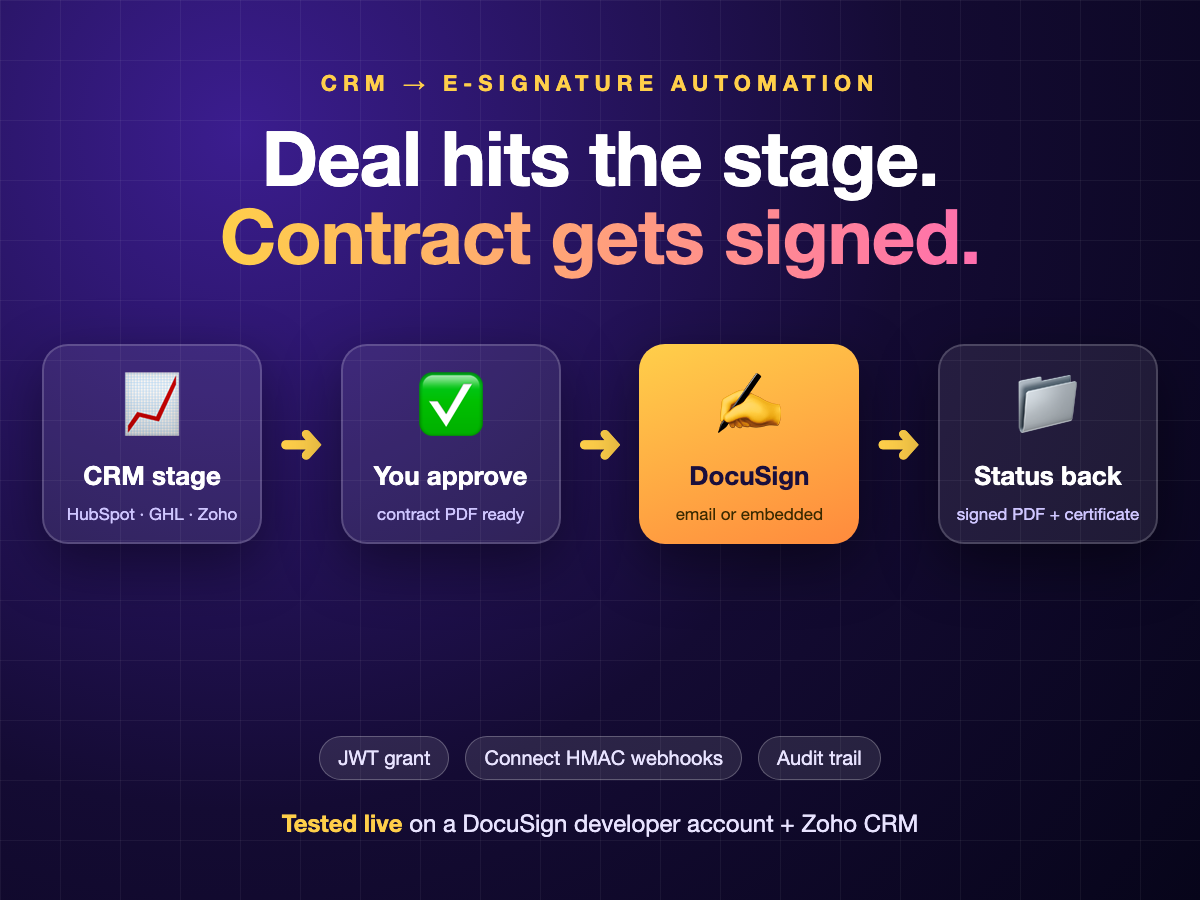 CRM → E-SIGNATURE AUTOMATION
Deal hits the stage.
Contract gets signed.
CRM stage
HubSpot · GHL · Zoho
You approve
contract PDF ready
DocuSign
email or embedded
Status back
signed PDF + certificate
JWT grant
Connect HMAC webhooks
Audit trail
Tested live on a DocuSign developer account + Zoho CRM